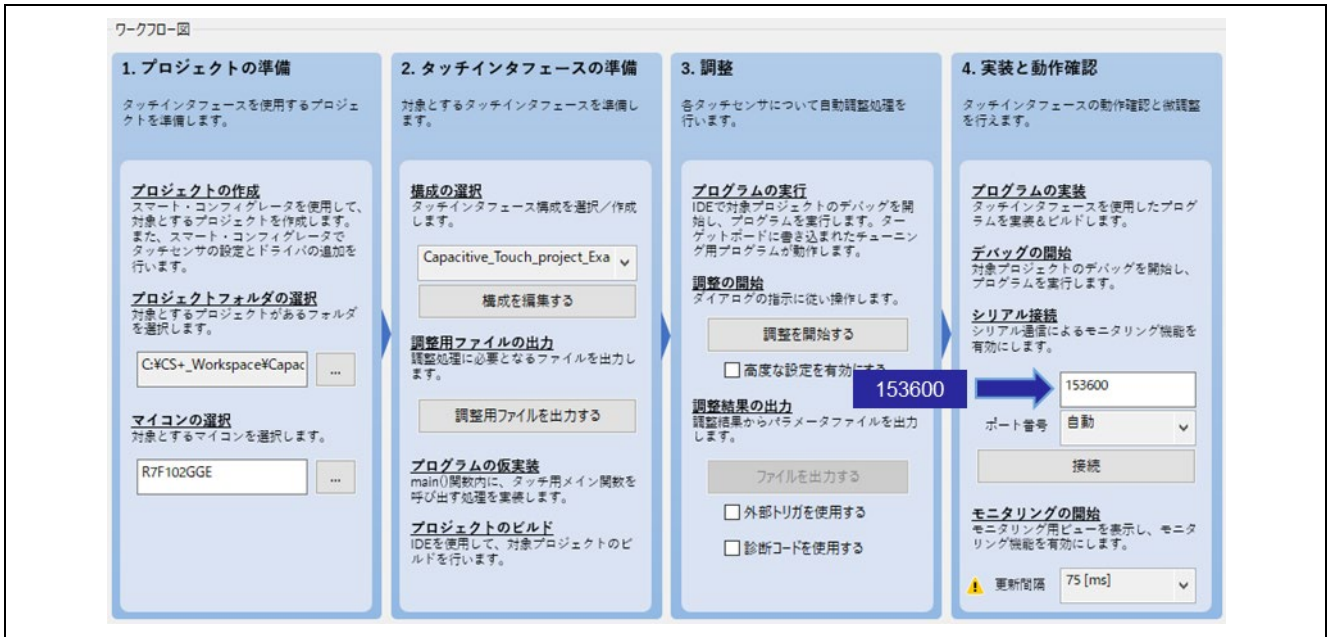 ワークフロー図
1. プロジェクトの準備
タッチインタフェースを使用するプロジェ
クトを準備します。
プロジェクトの作成
スマート・コンフィグレータを使用して、
対象とするプロジェクトを作成します。
また、スマート・コンフィグレータで
タッチセンサの設定とドライバの追加を
行います。
プロジェクトフォルダの選択
対象とするプロジェクトがあるフォルダ
を選択します。
C:¥CS+_Workspace¥Capac
...
マイコンの選択
対象とするマイコンを選択します。
R7F102GGE
...
2. タッチインタフェースの準備
対象とするタッチインタフェースを準備し
ます。
構成の選択
タッチインタフェース構成を選択／作成
します。
Capacitive_Touch_project_Exa
構成を編集する
調整用ファイルの出力
調整処理に必要となるファイルを出力し
ます。
調整用ファイルを出力する
プログラムの仮実装
main()関数内に、タッチ用メイン関数を
呼び出す処理を実装します。
プロジェクトのビルド
IDEを使用して、対象プロジェクトのビ
ルドを行います。
3. 調整
各タッチセンサについて自動調整処理を
行います。
プログラムの実行
IDEで対象プロジェクトのデバッグを開
始し、プログラムを実行します。ター
ゲットボードに書き込まれたチューニン
グ用プログラムが動作します。
調整の開始
ダイアログの指示に従い操作します。
調整を開始する
高度な設定を有効にする
調整結果の出力
調整結果からパラメータファイルを出力
します。
ファイルを出力する
外部トリガを使用する
診断コードを使用する
4. 実装と動作確認
タッチインタフェースの動作確認と微調整
を行えます。
プログラムの実装
タッチインタフェースを使用したプログ
ラムを実装&ビルドします。
デバッグの開始
対象プロジェクトのデバッグを開始し、
プログラムを実行します。
シリアル接続
シリアル通信によるモニタリング機能を
有効にします。
153600
153600
ポート番号 自動
接続
モニタリングの開始
モニタリング用ビューを表示し、モニタ
リング機能を有効にします。
更新間隔 75 [ms]